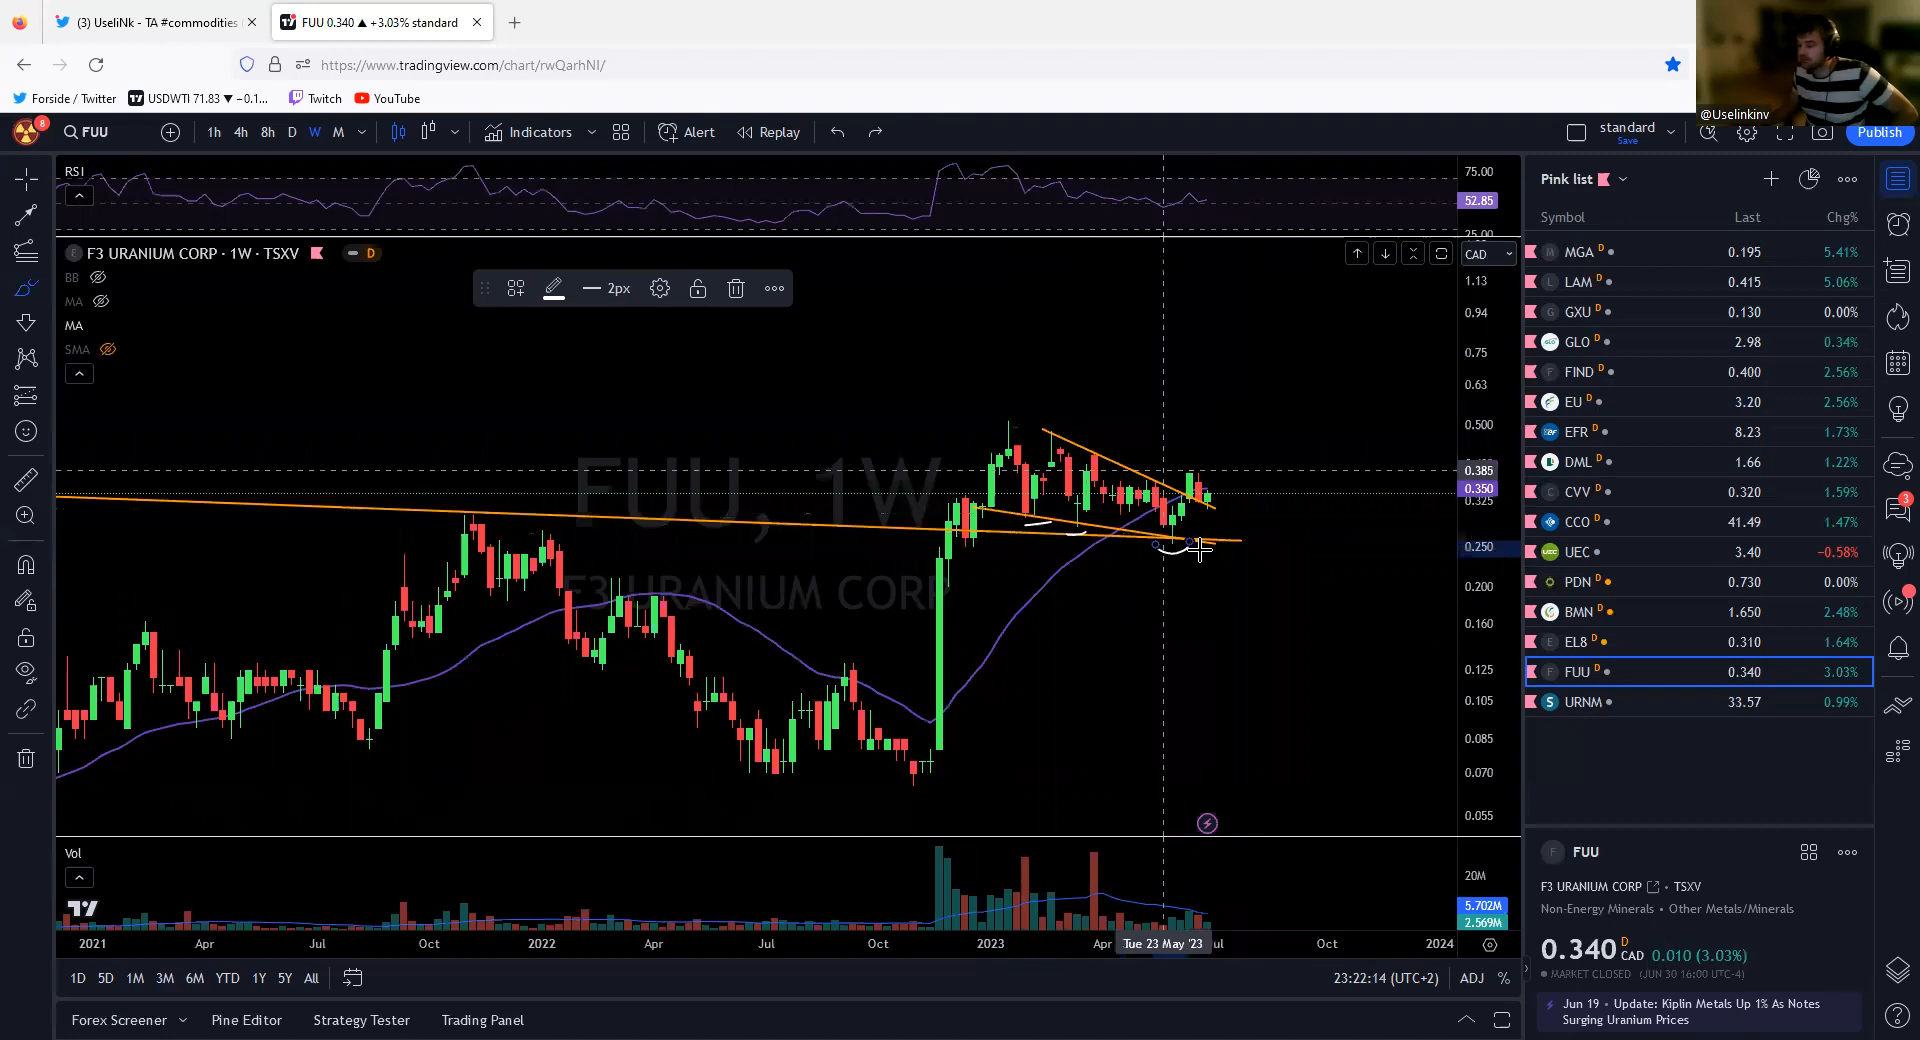 (3) UseliNk - TA #commodities
FUU 0.340 ▲ +3.03% standard
https://www.tradingview.com/chart/rwQarhNI/
Forside / Twitter
USDWTI 71.83 ▼ −0.1...
Twitch
YouTube
@Uselinkinv
8
FUU
1h 4h 8h D W M
Indicators
Alert
Replay
standard
Save
Publish
RSI
75.00
52.85
25.00
F3 URANIUM CORP · 1W · TSXV
D
CAD
BB
MA
MA
SMA
2px
FUU, 1W
F3 URANIUM CORP
1.13
0.94
0.75
0.63
0.500
0.385
0.350
0.325
0.250
0.200
0.160
0.125
0.105
0.085
0.070
0.055
Vol
20M
5.702M
2.569M
2021 Apr Jul Oct 2022 Apr Jul Oct 2023 Apr Tue 23 May '23 ul Oct 2024
1D 5D 1M 3M 6M YTD 1Y 5Y All
23:22:14 (UTC+2)
ADJ %
Forex Screener
Pine Editor
Strategy Tester
Trading Panel
Pink list
Symbol Last Chg%
MGA D 0.195 5.41%
LAM D 0.415 5.06%
GXU D 0.130 0.00%
GLO D 2.98 0.34%
FIND D 0.400 2.56%
EU D 3.20 2.56%
EFR D 8.23 1.73%
DML D 1.66 1.22%
CVV D 0.320 1.59%
CCO D 41.49 1.47%
UEC 3.40 −0.58%
PDN D 0.730 0.00%
BMN D 1.650 2.48%
EL8 D 0.310 1.64%
FUU D 0.340 3.03%
URNM 33.57 0.99%
3
FUU
F3 URANIUM CORP • TSXV
Non-Energy Minerals • Other Metals/Minerals
0.340 D CAD 0.010 (3.03%)
MARKET CLOSED (JUN 30 16:00 UTC-4)
Jun 19 • Update: Kiplin Metals Up 1% As Notes
Surging Uranium Prices